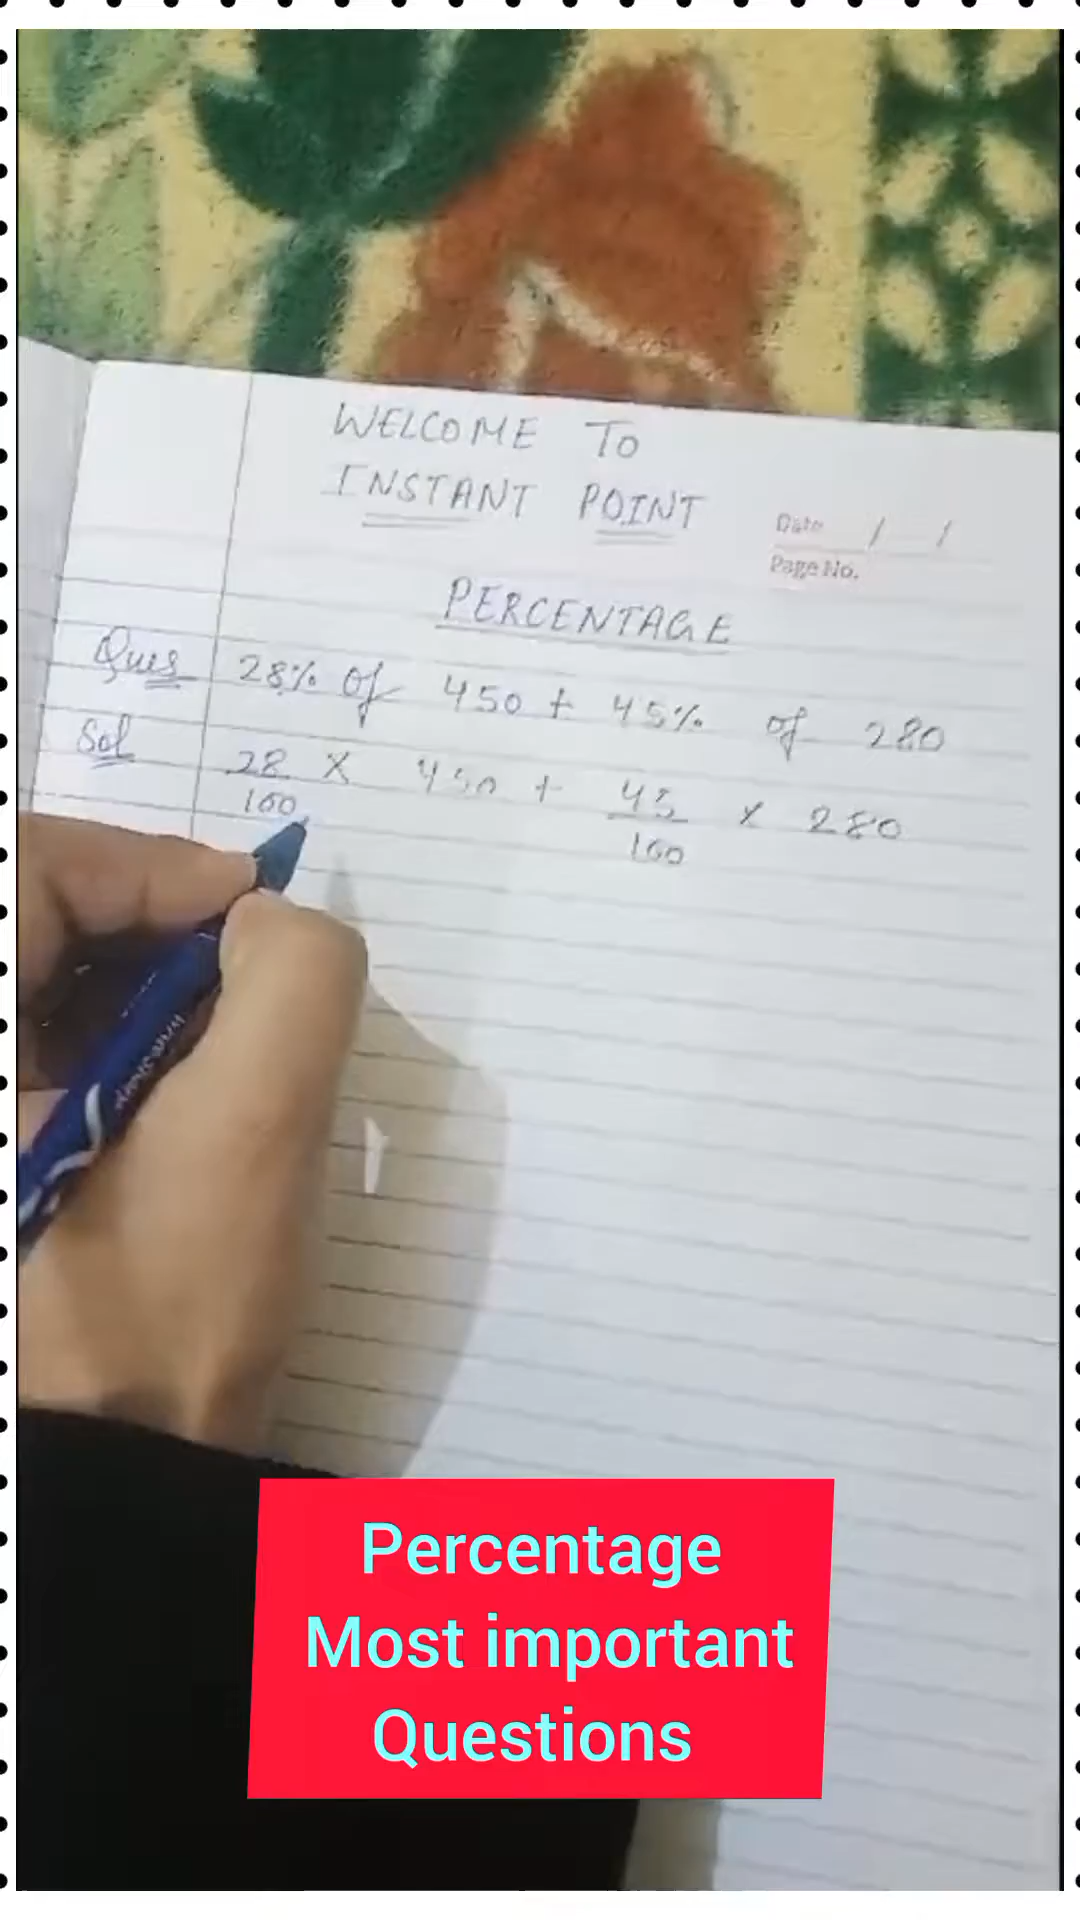 WELCOME TO
INSTANT POINT
Date / /
Page No.
PERCENTAGE
Ques 28% of 450 + 45% of 280
Sol 28/100 × 450 + 45/100 × 280
Percentage
Most important
Questions